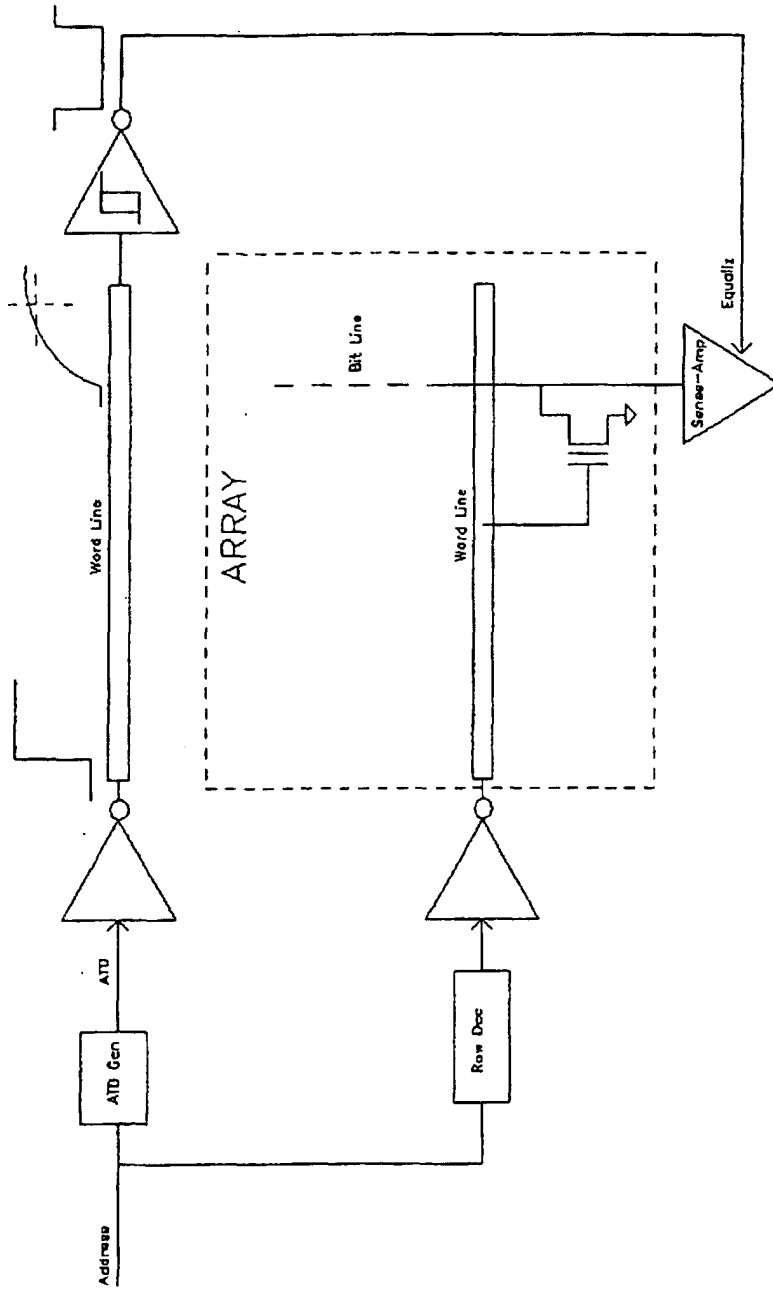 Address
ATD Gen
ATD
Word Line
ARRAY
Bit Line
Row Dec
Word Line
Sense-Amp
Equaliz